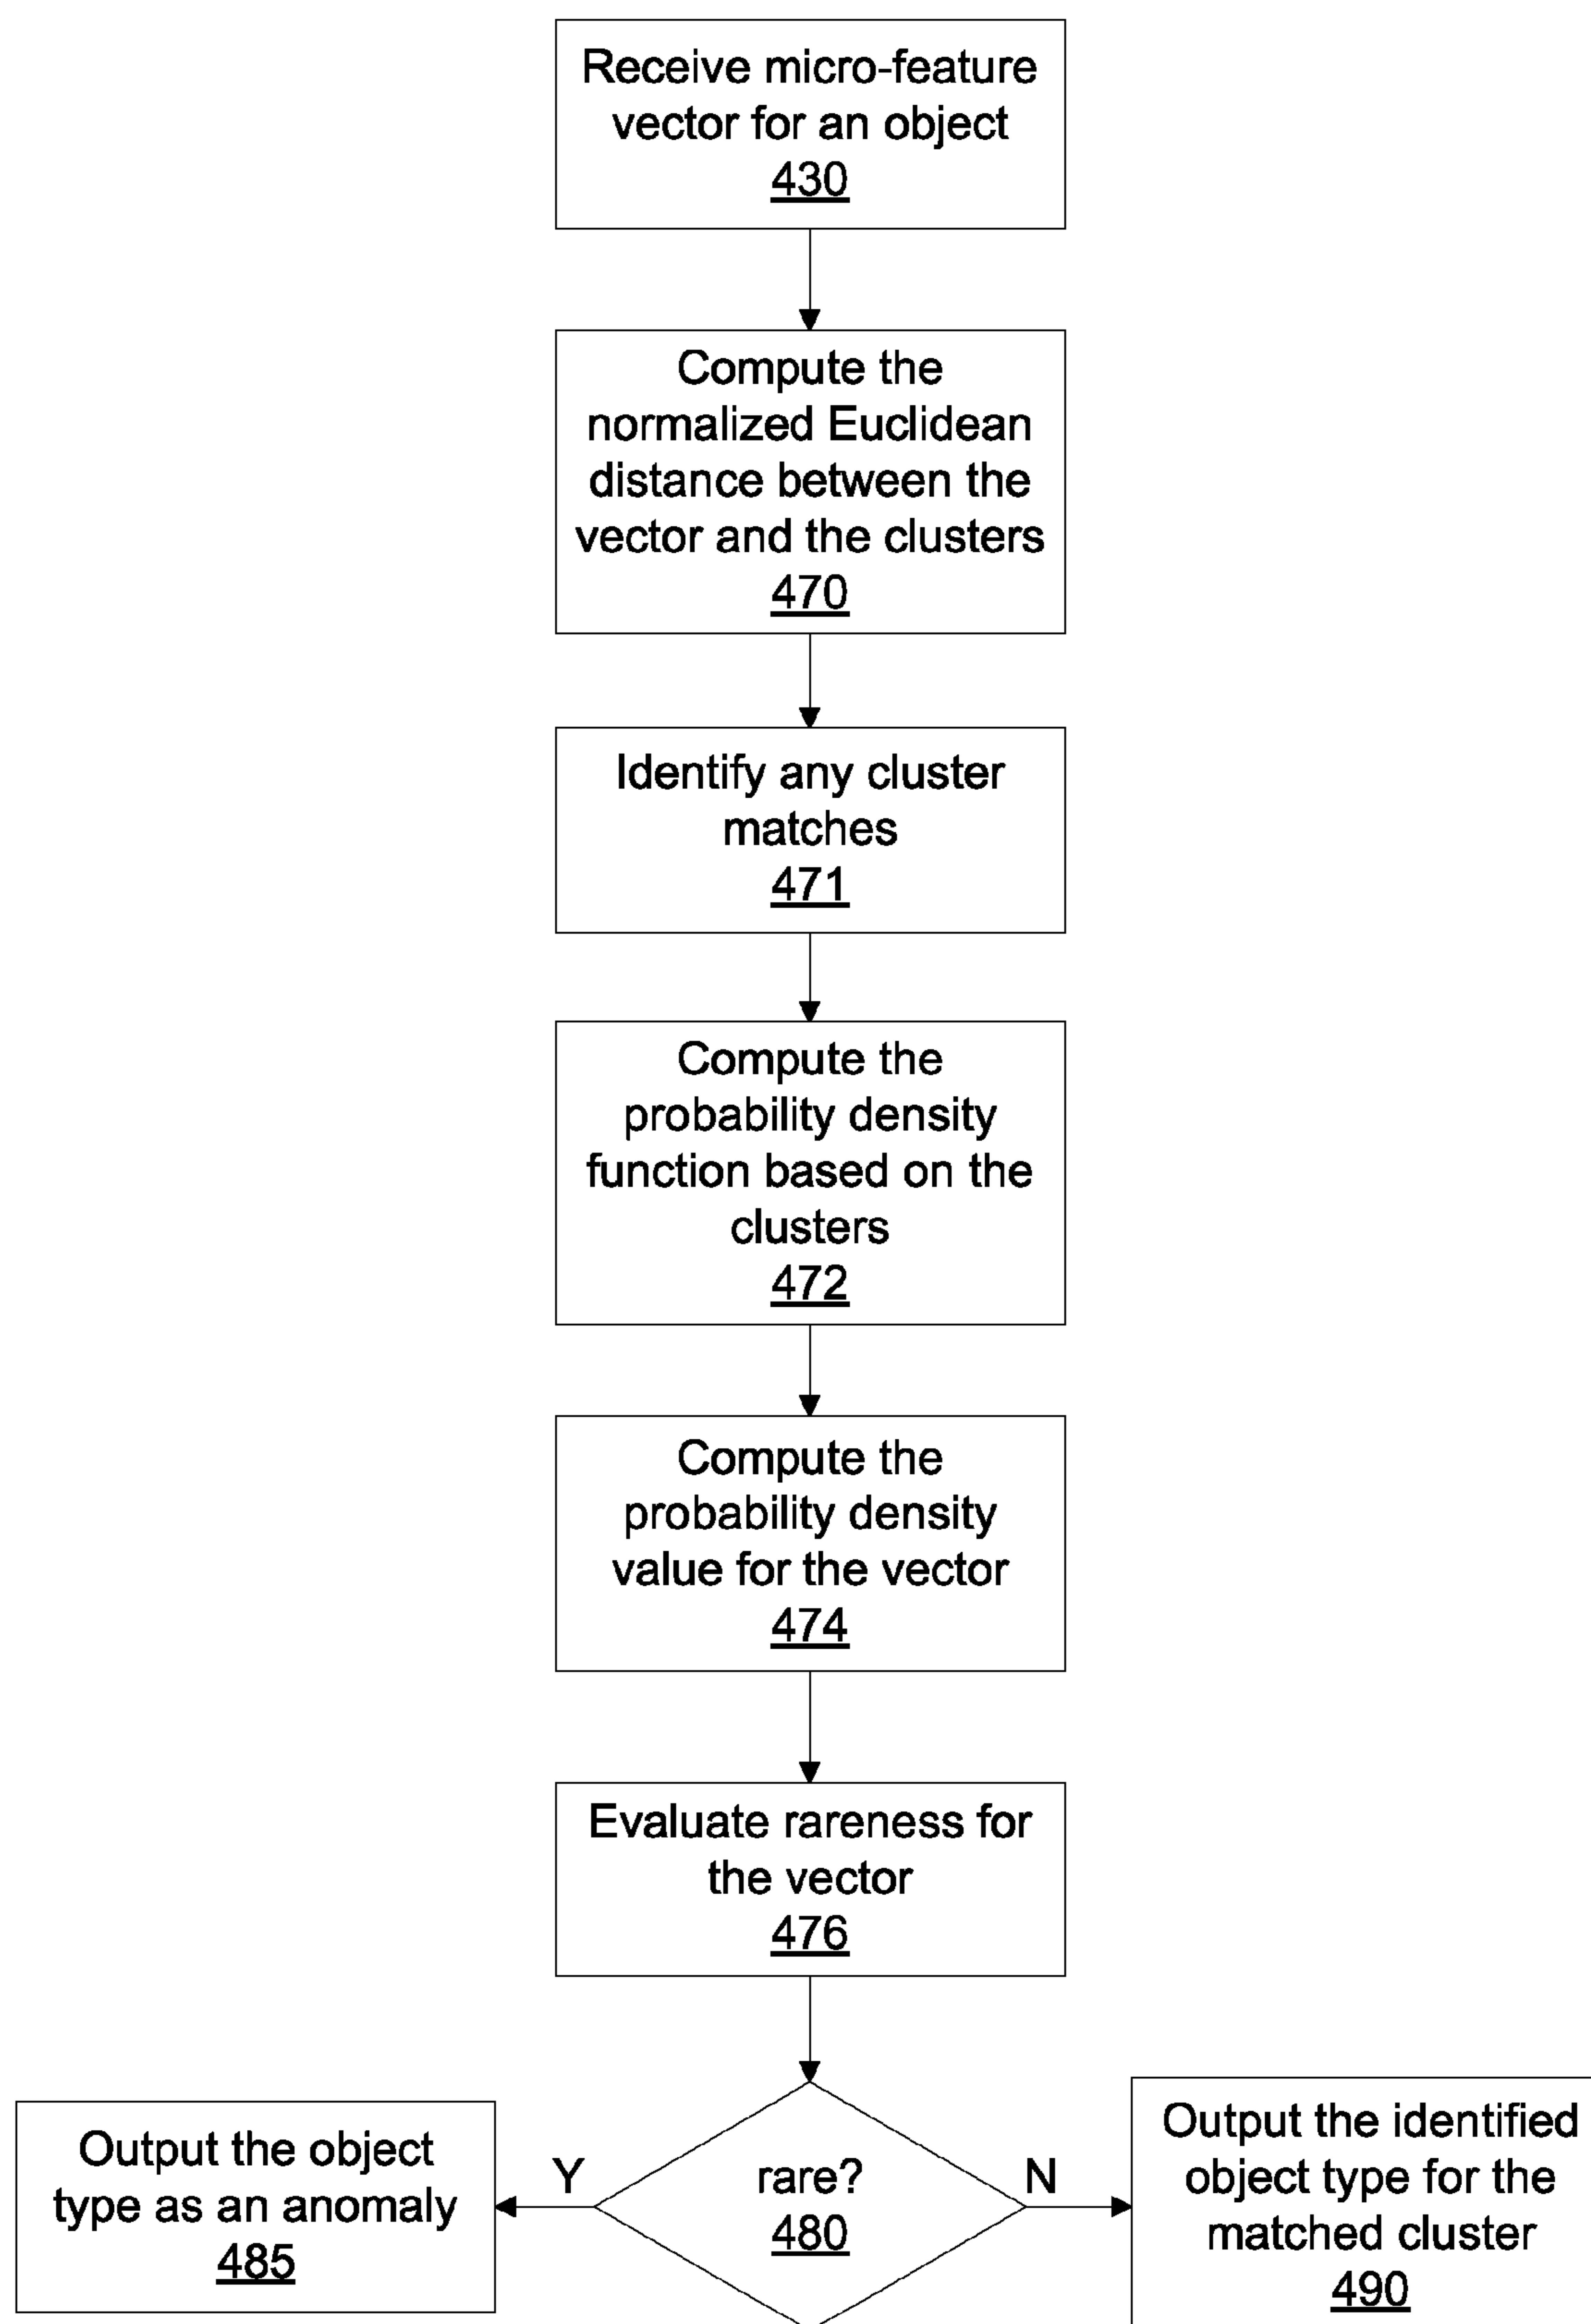 Receive micro-feature
vector for an object
430
Compute the
normalized Euclidean
distance between the
vector and the clusters
470
Identify any cluster
matches
471
Compute the
probability density
function based on the
clusters
472
Compute the
probability density
value for the vector
474
Evaluate rareness for
the vector
476
Output the object
type as an anomaly
485
Y
rare?
480
N
Output the identified
object type for the
matched cluster
490